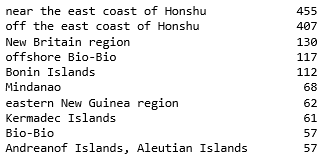 near the east coast of Honshu 455
off the east coast of Honshu 407
New Britain region 130
offshore Bio-Bio 117
Bonin Islands 112
Mindanao 68
eastern New Guinea region 62
Kermadec Islands 61
Bio-Bio 57
Andreanof Islands, Aleutian Islands 57